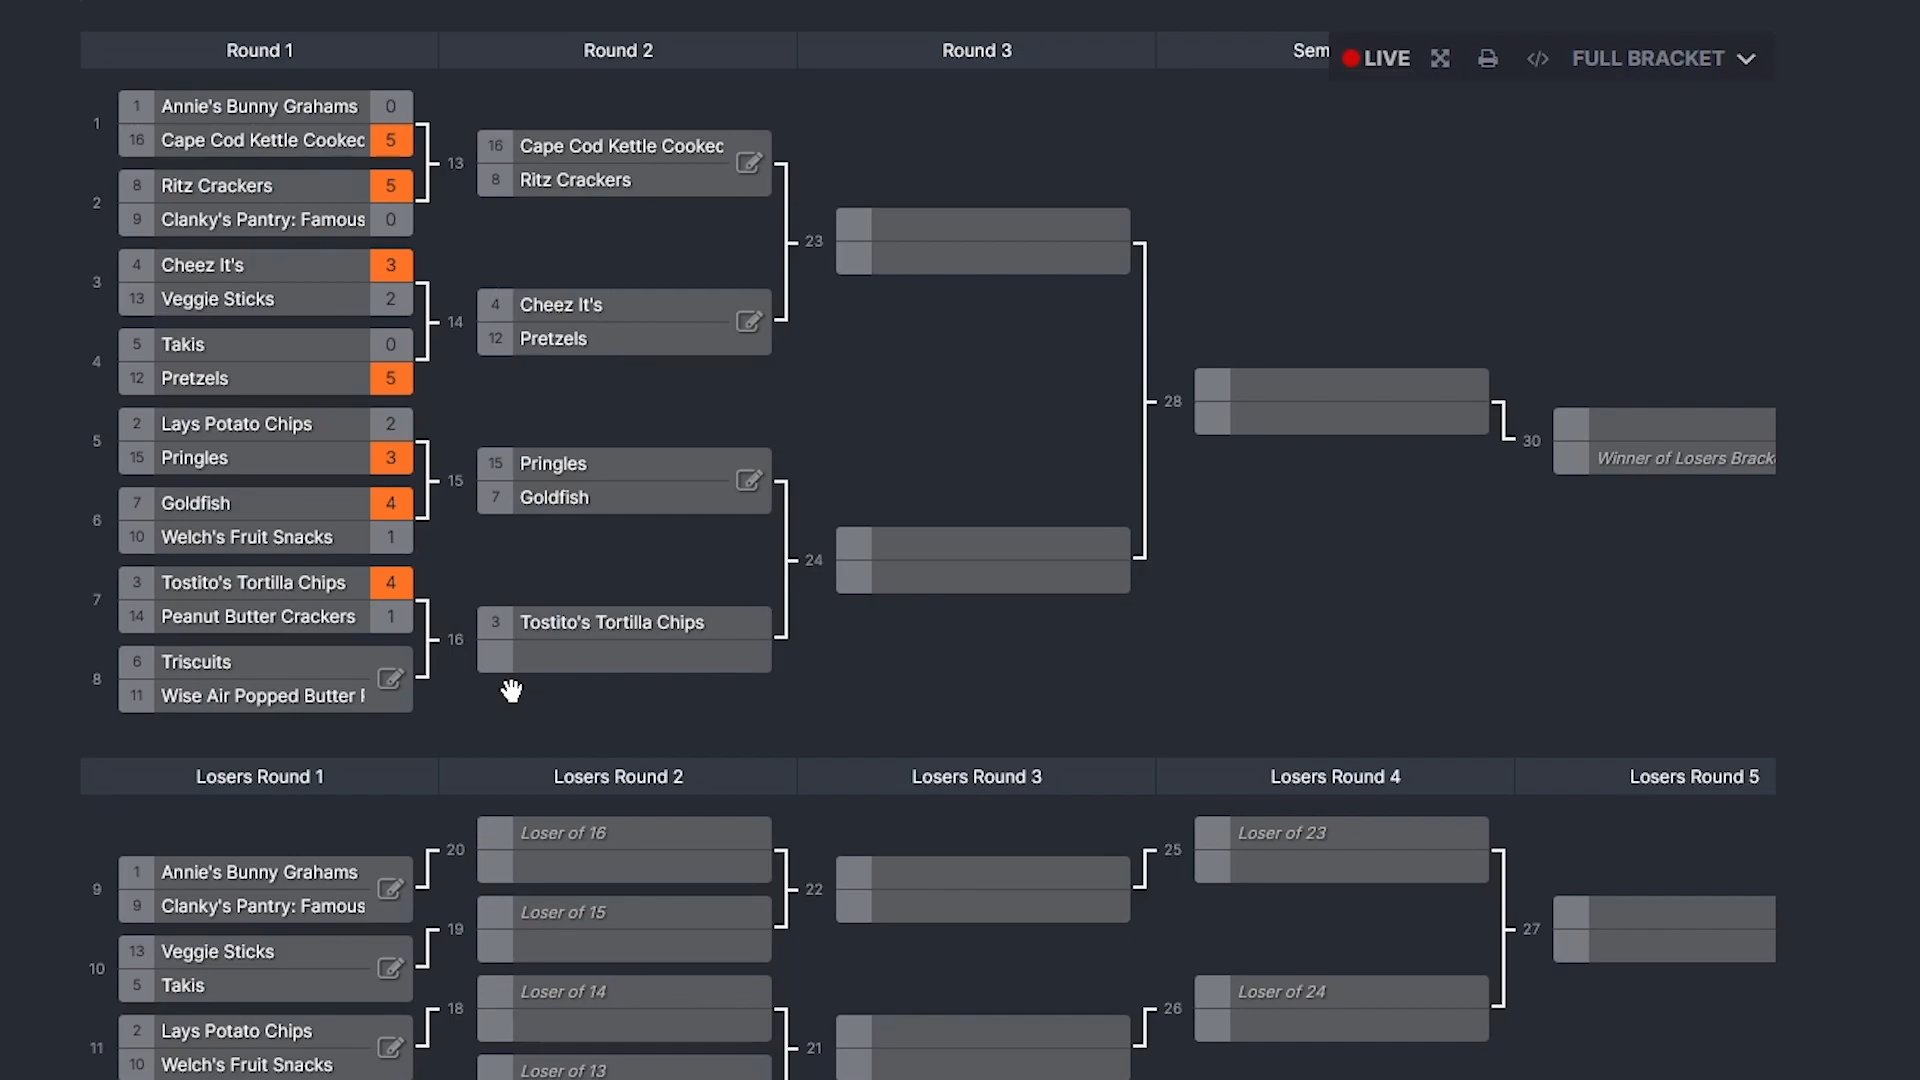 Round 1
Round 2
Round 3
Sem
LIVE
FULL BRACKET
1
1 Annie's Bunny Grahams 0
16 Cape Cod Kettle Cooked 5
2
8 Ritz Crackers 5
9 Clanky's Pantry: Famous 0
3
4 Cheez It's 3
13 Veggie Sticks 2
4
5 Takis 0
12 Pretzels 5
5
2 Lays Potato Chips 2
15 Pringles 3
6
7 Goldfish 4
10 Welch's Fruit Snacks 1
7
3 Tostito's Tortilla Chips 4
14 Peanut Butter Crackers 1
8
6 Triscuits
11 Wise Air Popped Butter
13
16 Cape Cod Kettle Cooked
8 Ritz Crackers
14
4 Cheez It's
12 Pretzels
15
15 Pringles
7 Goldfish
16
3 Tostito's Tortilla Chips
23
24
28
30
Winner of Losers Brack
Losers Round 1
Losers Round 2
Losers Round 3
Losers Round 4
Losers Round 5
9
1 Annie's Bunny Grahams
9 Clanky's Pantry: Famous
10
13 Veggie Sticks
5 Takis
11
2 Lays Potato Chips
10 Welch's Fruit Snacks
20
Loser of 16
19
Loser of 15
18
Loser of 14
Loser of 13
22
21
25
Loser of 23
26
Loser of 24
27